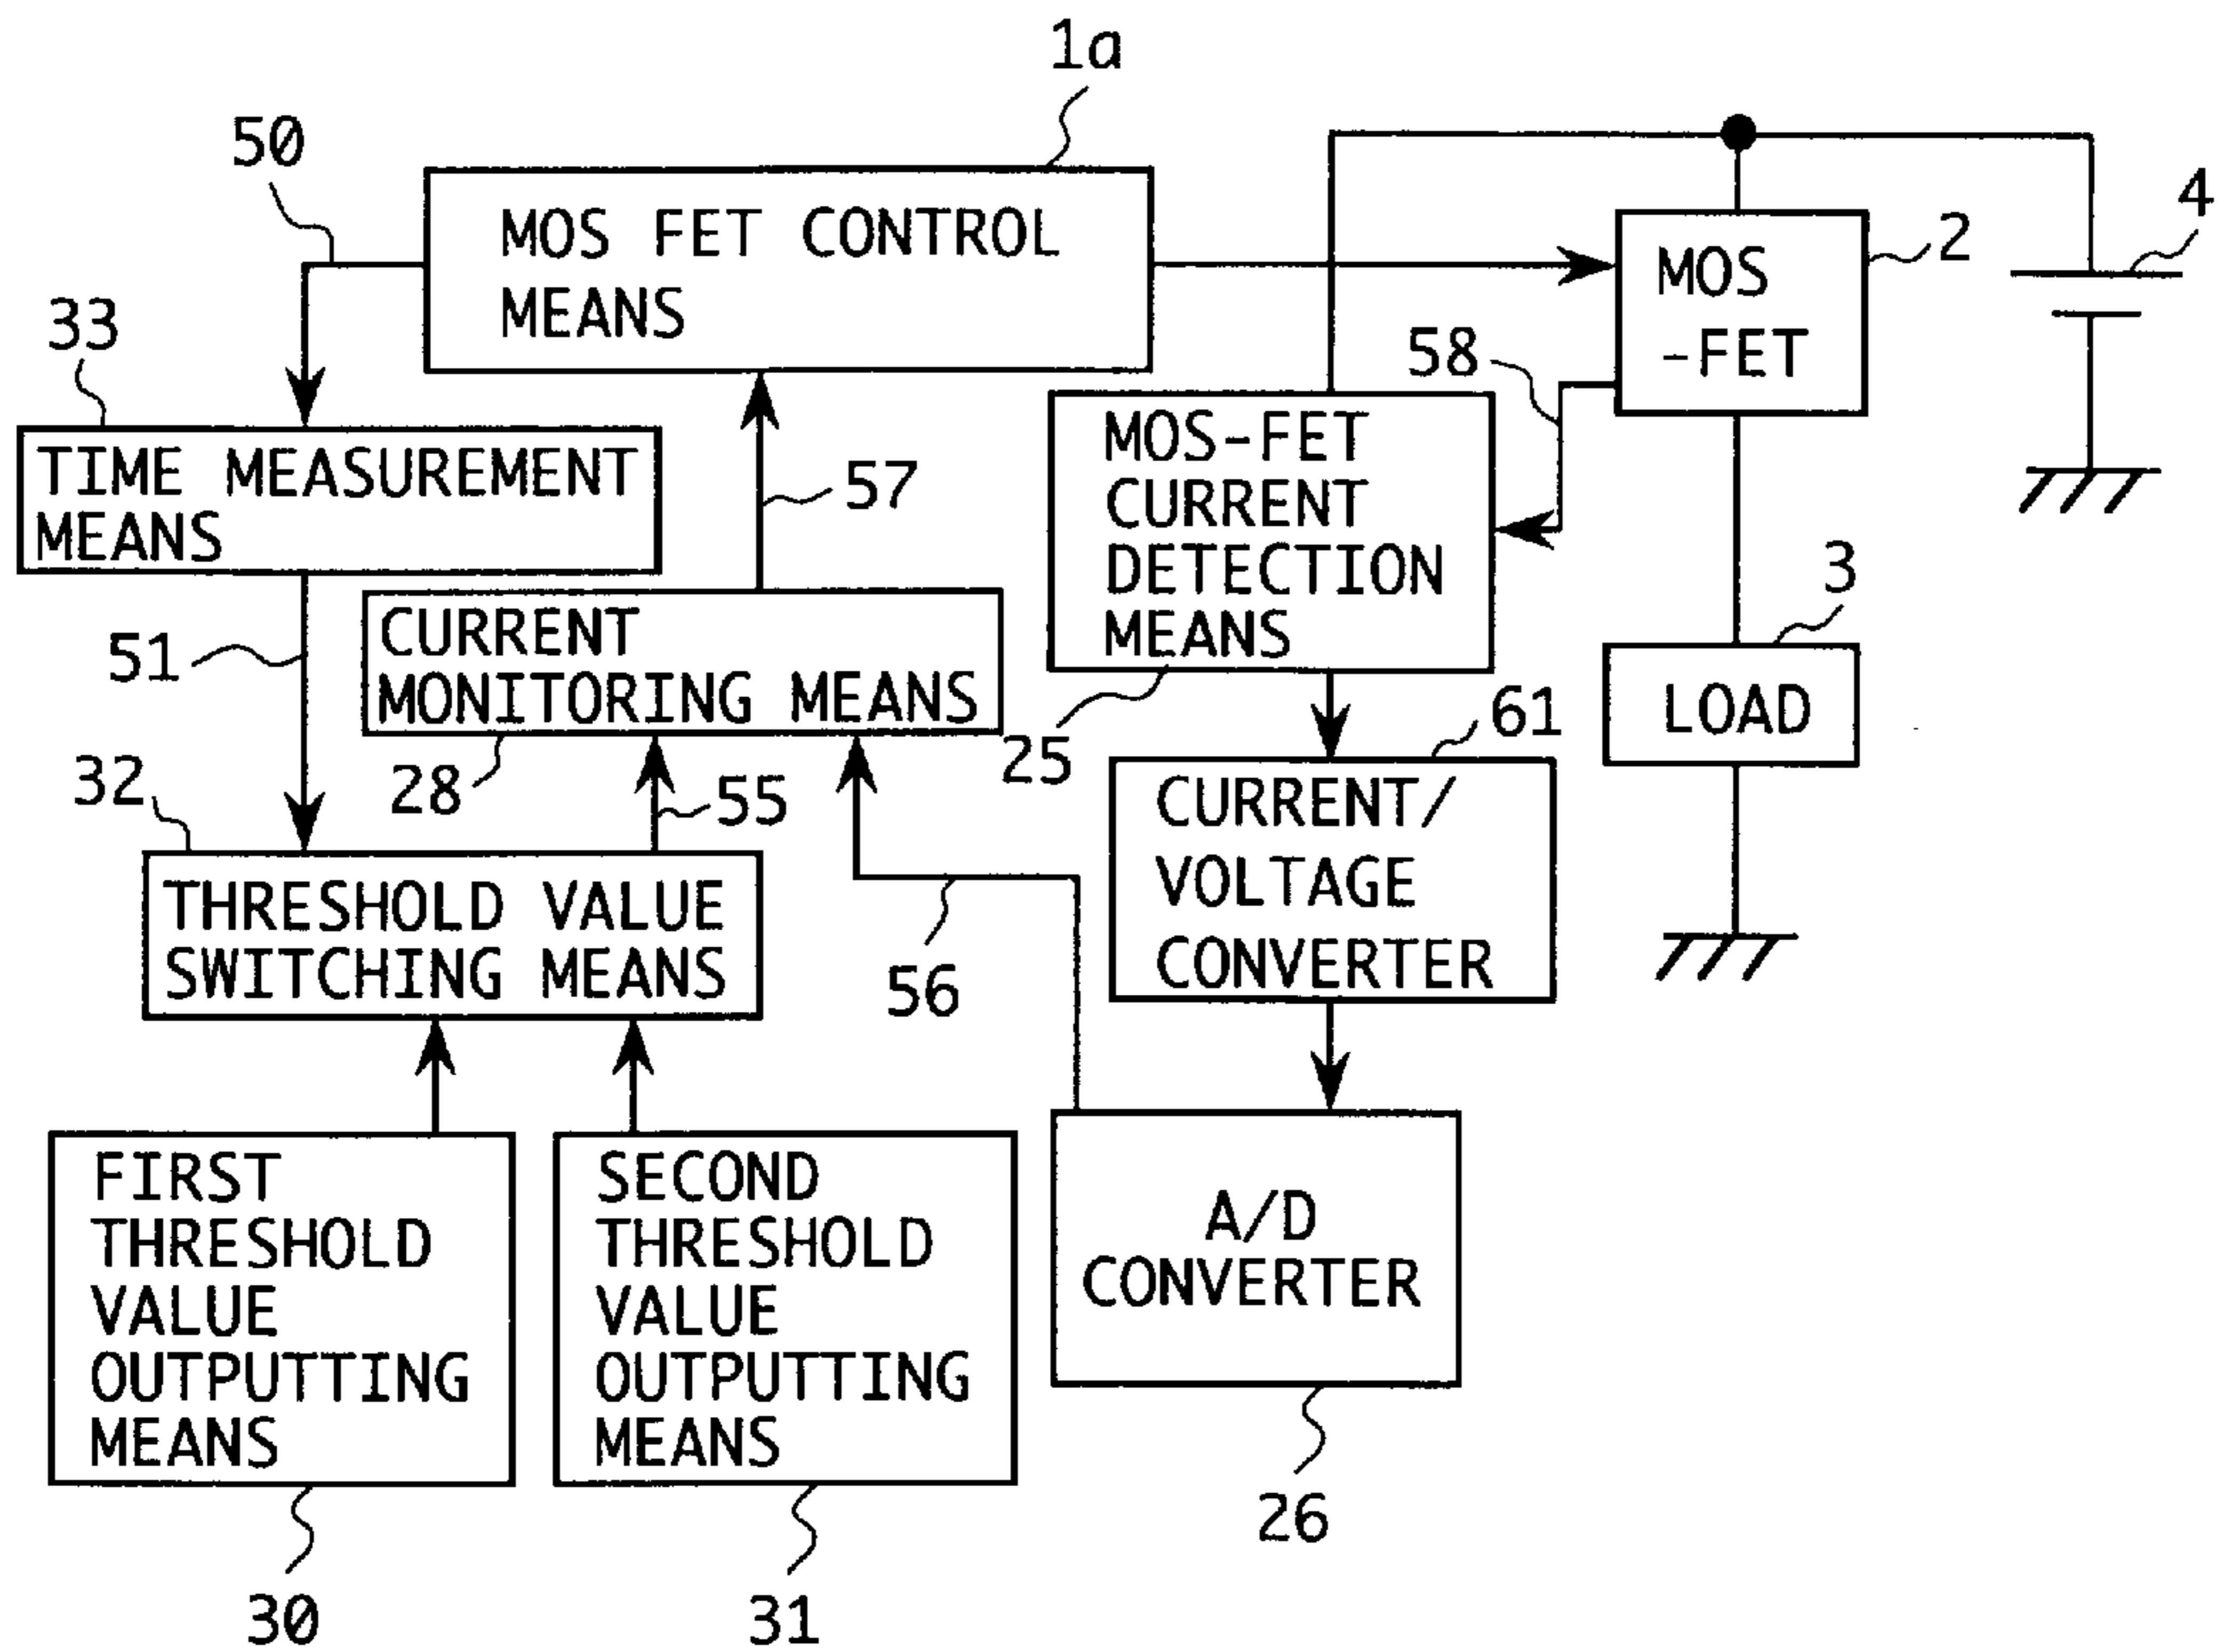 1a
50
MOS FET CONTROL
MEANS
4
2
MOS
-FET
33
58
TIME MEASUREMENT
MEANS
57
MOS-FET
CURRENT
DETECTION
MEANS
3
51
CURRENT
MONITORING MEANS
LOAD
61
25
32
28
55
CURRENT/
VOLTAGE
CONVERTER
THRESHOLD VALUE
SWITCHING MEANS
56
FIRST
THRESHOLD
VALUE
OUTPUTTING
MEANS
SECOND
THRESHOLD
VALUE
OUTPUTTING
MEANS
A/D
CONVERTER
26
30
31